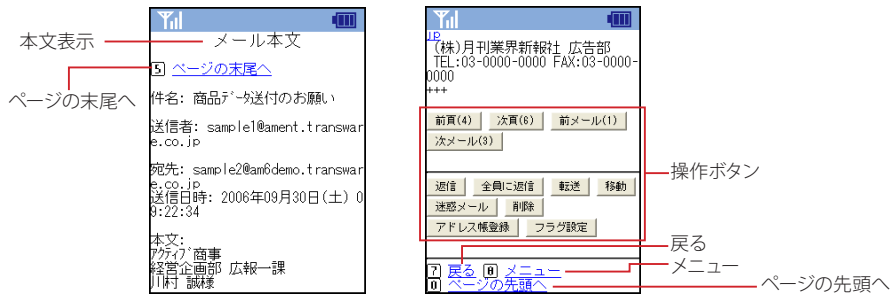 本文表示
ページの末尾へ
メール本文
5 ページの末尾へ
件名: 商品ﾃﾞｰﾀ送付のお願い
送信者: sample1@ament.transwar
e.co.jp
宛先: sample2@am6demo.transwar
e.co.jp
送信日時: 2006年09月30日(土) 0
9:22:34
本文:
ｱｸﾃｨﾌﾞ商事
経営企画部 広報一課
川村 誠様
jp
(株)月刊業界新報社 広告部
TEL:03-0000-0000 FAX:03-0000-
0000
+++
前頁(4) 次頁(6) 前メール(1)
次メール(3)
返信 全員に返信 転送 移動
迷惑メール 削除
アドレス帳登録 フラグ設定
7 戻る 8 メニュー
0 ページの先頭へ
操作ボタン
戻る
メニュー
ページの先頭へ